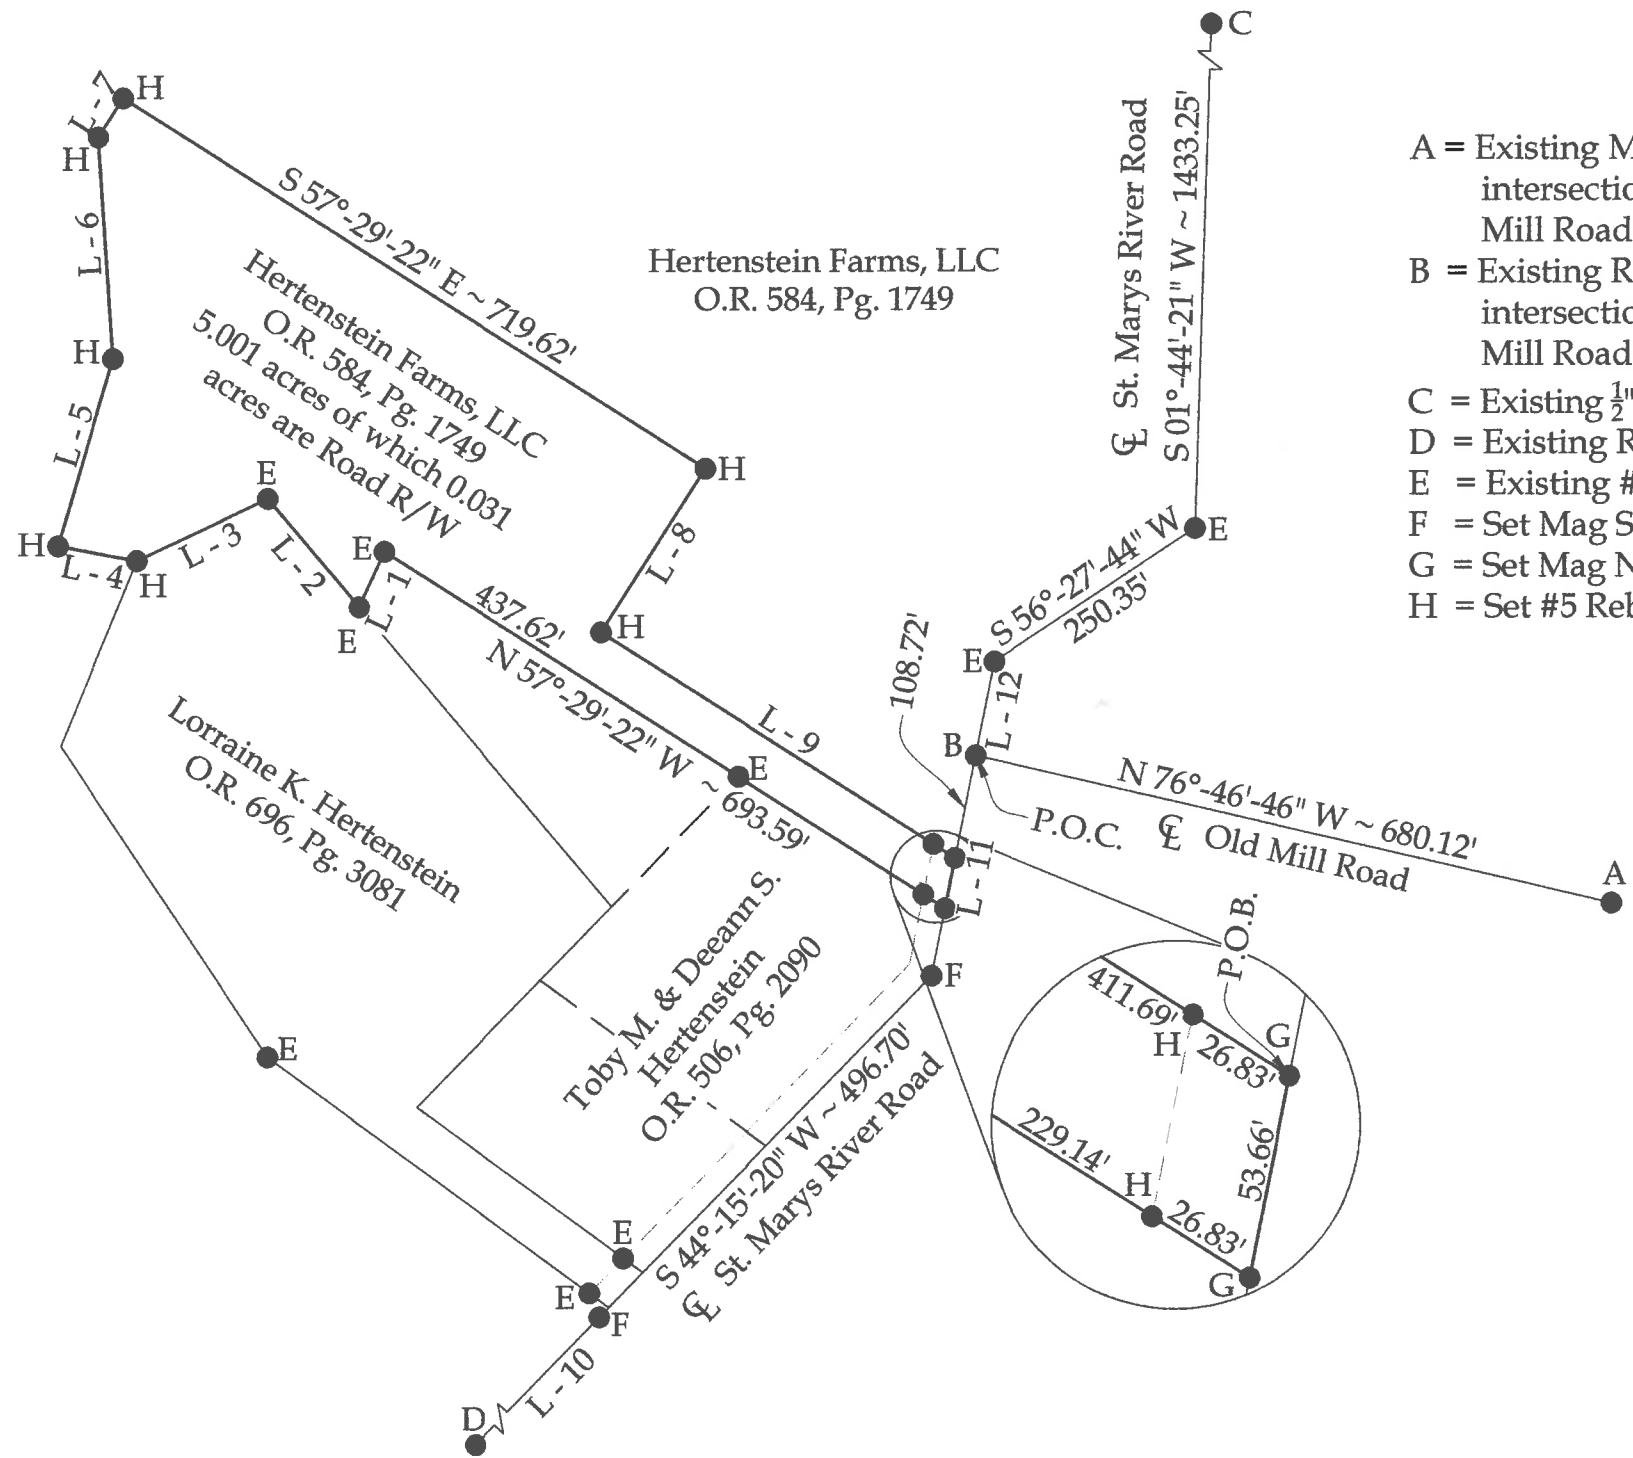 C
L - 7
H
H
L - 6
S 57°-29'-22" E ~ 719.62'
Hertenstein Farms, LLC
O.R. 584, Pg. 1749
5.001 acres of which 0.031
acres are Road R/W
Hertenstein Farms, LLC
O.R. 584, Pg. 1749
℄ St. Marys River Road
S 01°-44'-21" W ~ 1433.25'
A = Existing M
intersectio
Mill Road
B = Existing R
intersectio
Mill Road
C = Existing ½"
D = Existing R
E = Existing #
F = Set Mag S
G = Set Mag N
H = Set #5 Reb
H
L - 5
H
L - 4
H
L - 3
E
L - 2
E
L - 1
E
H
L - 8
H
437.62'
N 57°-29'-22" W ~ 693.59'
E
L - 9
E
S 56°-27'-44" W
250.35'
E
L - 12
108.72'
B
P.O.C.
N 76°-46'-46" W ~ 680.12'
℄ Old Mill Road
A
L - 11
F
Lorraine K. Hertenstein
O.R. 696, Pg. 3081
Toby M. & Deeann S.
Hertenstein
O.R. 506, Pg. 2090
S 44°-15'-20" W ~ 496.70'
℄ St. Marys River Road
P.O.B.
411.69'
H
26.83'
G
229.14'
H
26.83'
53.66'
G
E
E
E
F
L - 10
D